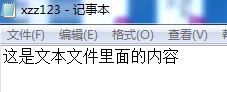 xzz123 - 记事本
文件(F) 编辑(E) 格式(O) 查看(V) 帮助
这是文本文件里面的内容